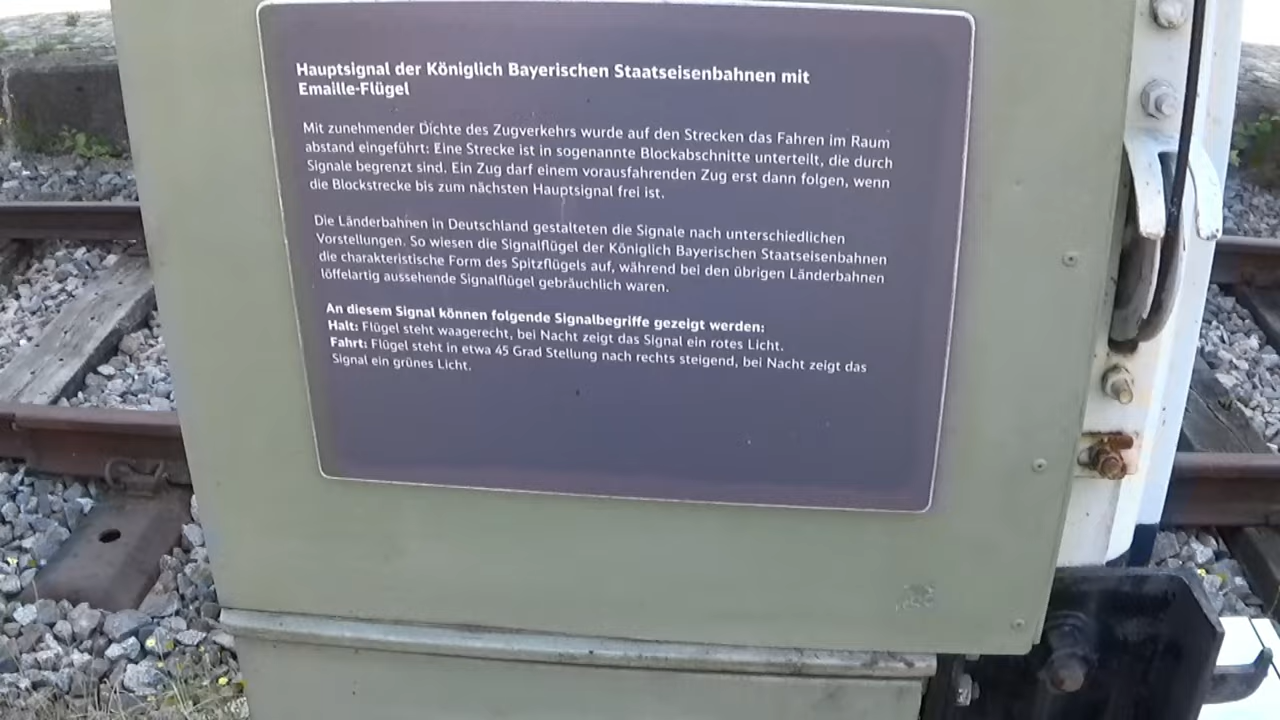 Hauptsignal der Königlich Bayerischen Staatseisenbahnen mit
Emaille-Flügel
Mit zunehmender Dichte des Zugverkehrs wurde auf den Strecken das Fahren im Raum
abstand eingeführt: Eine Strecke ist in sogenannte Blockabschnitte unterteilt, die durch
Signale begrenzt sind. Ein Zug darf einem vorausfahrenden Zug erst dann folgen, wenn
die Blockstrecke bis zum nächsten Hauptsignal frei ist.
Die Länderbahnen in Deutschland gestalteten die Signale nach unterschiedlichen
Vorstellungen. So wiesen die Signalflügel der Königlich Bayerischen Staatseisenbahnen
die charakteristische Form des Spitzflügels auf, während bei den übrigen Länderbahnen
löffelartig aussehende Signalflügel gebräuchlich waren.
An diesem Signal können folgende Signalbegriffe gezeigt werden:
Halt: Flügel steht waagerecht, bei Nacht zeigt das Signal ein rotes Licht.
Fahrt: Flügel steht in etwa 45 Grad Stellung nach rechts steigend, bei Nacht zeigt das
Signal ein grünes Licht.